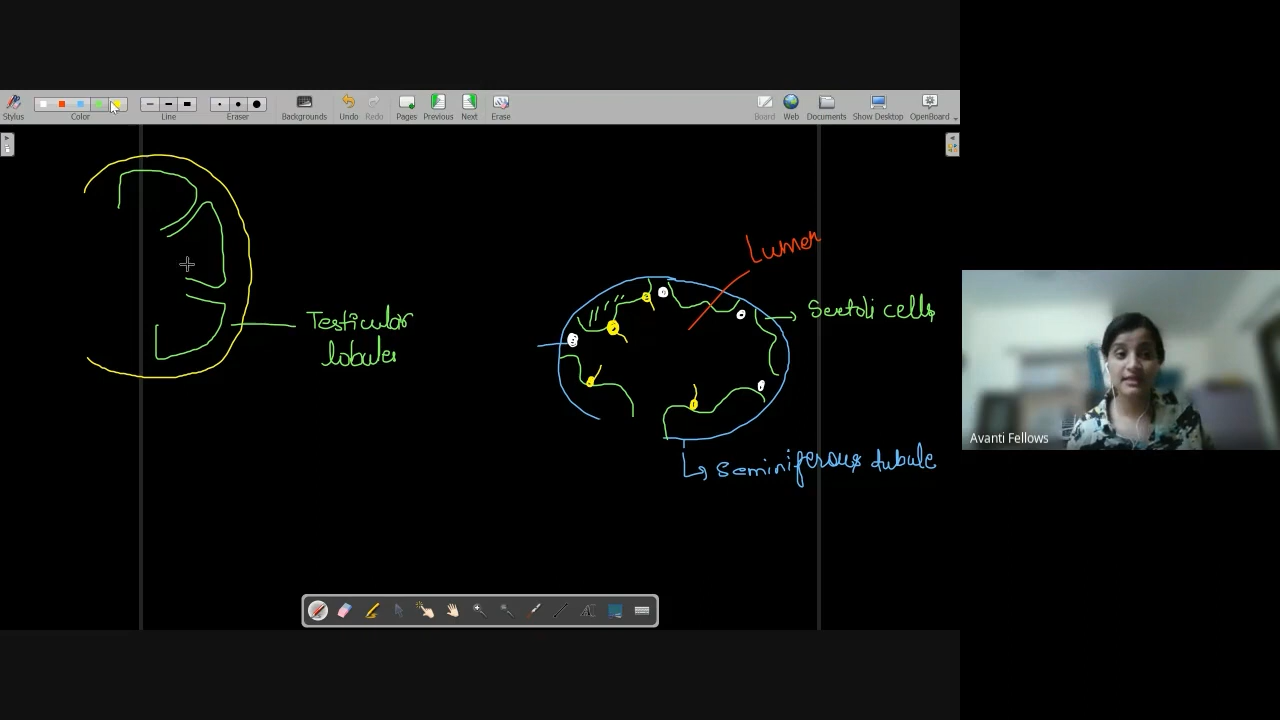 Stylus
Color
Line
Eraser
Backgrounds
Undo
Redo
Pages
Previous
Next
Erase
Board
Web
Documents
Show Desktop
OpenBoard
Lumen
Sertoli cells
Testicular
lobules
Seminiferous tubule
Avanti Fellows